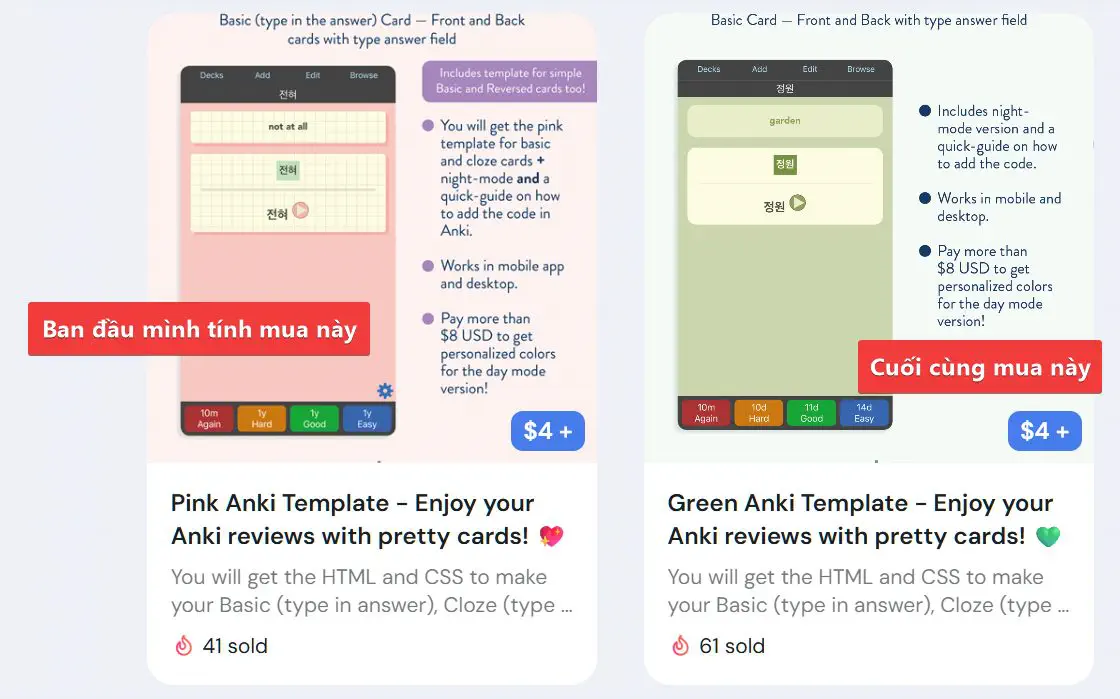 Basic (type in the answer) Card — Front and Back
cards with type answer field
Decks Add Edit Browse
전혀
not at all
전혀
전혀
Includes template for simple
Basic and Reversed cards too!
You will get the pink
template for basic
and cloze cards +
night-mode and a
quick-guide on how
to add the code in
Anki.
Works in mobile app
and desktop.
Pay more than
$8 USD to get
personalized colors
for the day mode
version!
Ban đầu mình tính mua này
10m 1y 1y 1y
Again Hard Good Easy
$4 +
Pink Anki Template - Enjoy your
Anki reviews with pretty cards! 💖
You will get the HTML and CSS to make
your Basic (type in answer), Cloze (type ...
41 sold
Basic Card — Front and Back with type answer field
Decks Add Edit Browse
정원
garden
정원
정원
Includes night-
mode version and a
quick-guide on how
to add the code.
Works in mobile and
desktop.
Pay more than
$8 USD to get
personalized colors
for the day mode
version!
Cuối cùng mua này
10m 10d 11d 14d
Again Hard Good Easy
$4 +
Green Anki Template - Enjoy your
Anki reviews with pretty cards! 💚
You will get the HTML and CSS to make
your Basic (type in answer), Cloze (type ...
61 sold